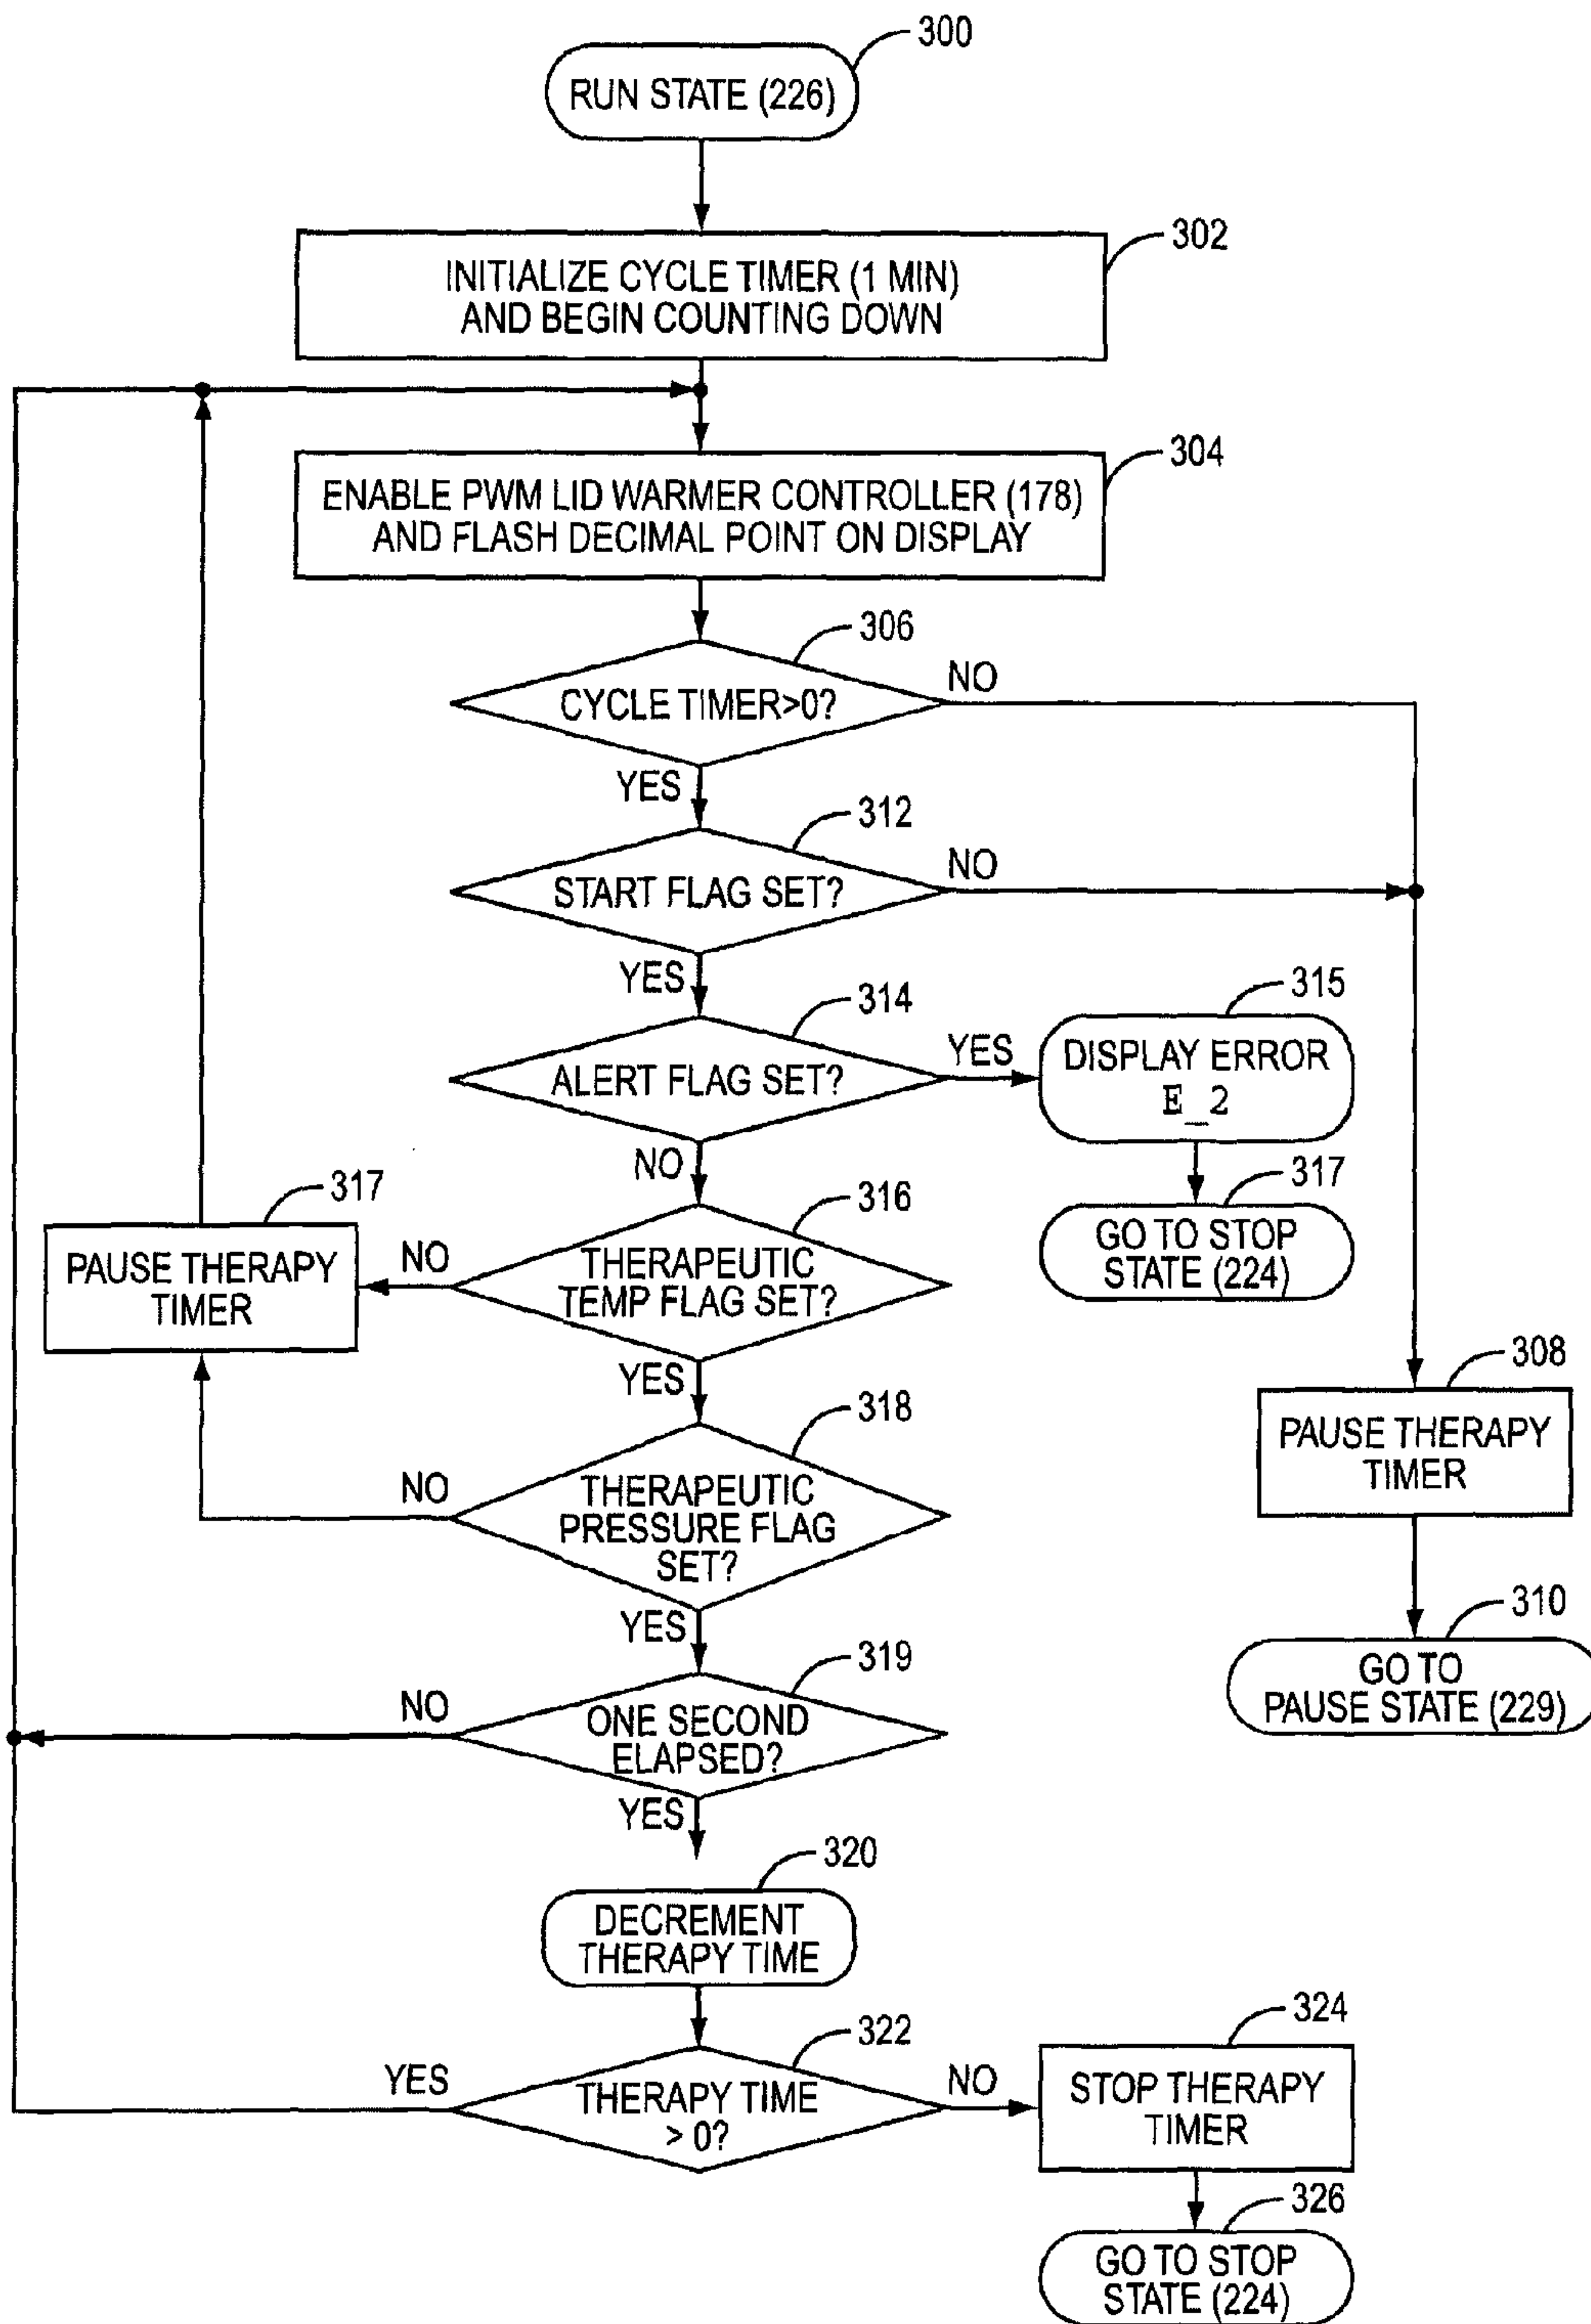 300
RUN STATE (226)
302
INITIALIZE CYCLE TIMER (1 MIN)
AND BEGIN COUNTING DOWN
304
ENABLE PWM LID WARMER CONTROLLER (178)
AND FLASH DECIMAL POINT ON DISPLAY
306
CYCLE TIMER>0?
NO
YES
312
START FLAG SET?
NO
YES
314
ALERT FLAG SET?
YES
315
DISPLAY ERROR
E_2
NO
317
GO TO STOP
STATE (224)
316
THERAPEUTIC
TEMP FLAG SET?
NO
317
PAUSE THERAPY
TIMER
YES
308
PAUSE THERAPY
TIMER
318
THERAPEUTIC
PRESSURE FLAG
SET?
NO
YES
310
GO TO
PAUSE STATE (229)
319
ONE SECOND
ELAPSED?
NO
YES
320
DECREMENT
THERAPY TIME
322
THERAPY TIME
> 0?
YES
NO
324
STOP THERAPY
TIMER
326
GO TO STOP
STATE (224)